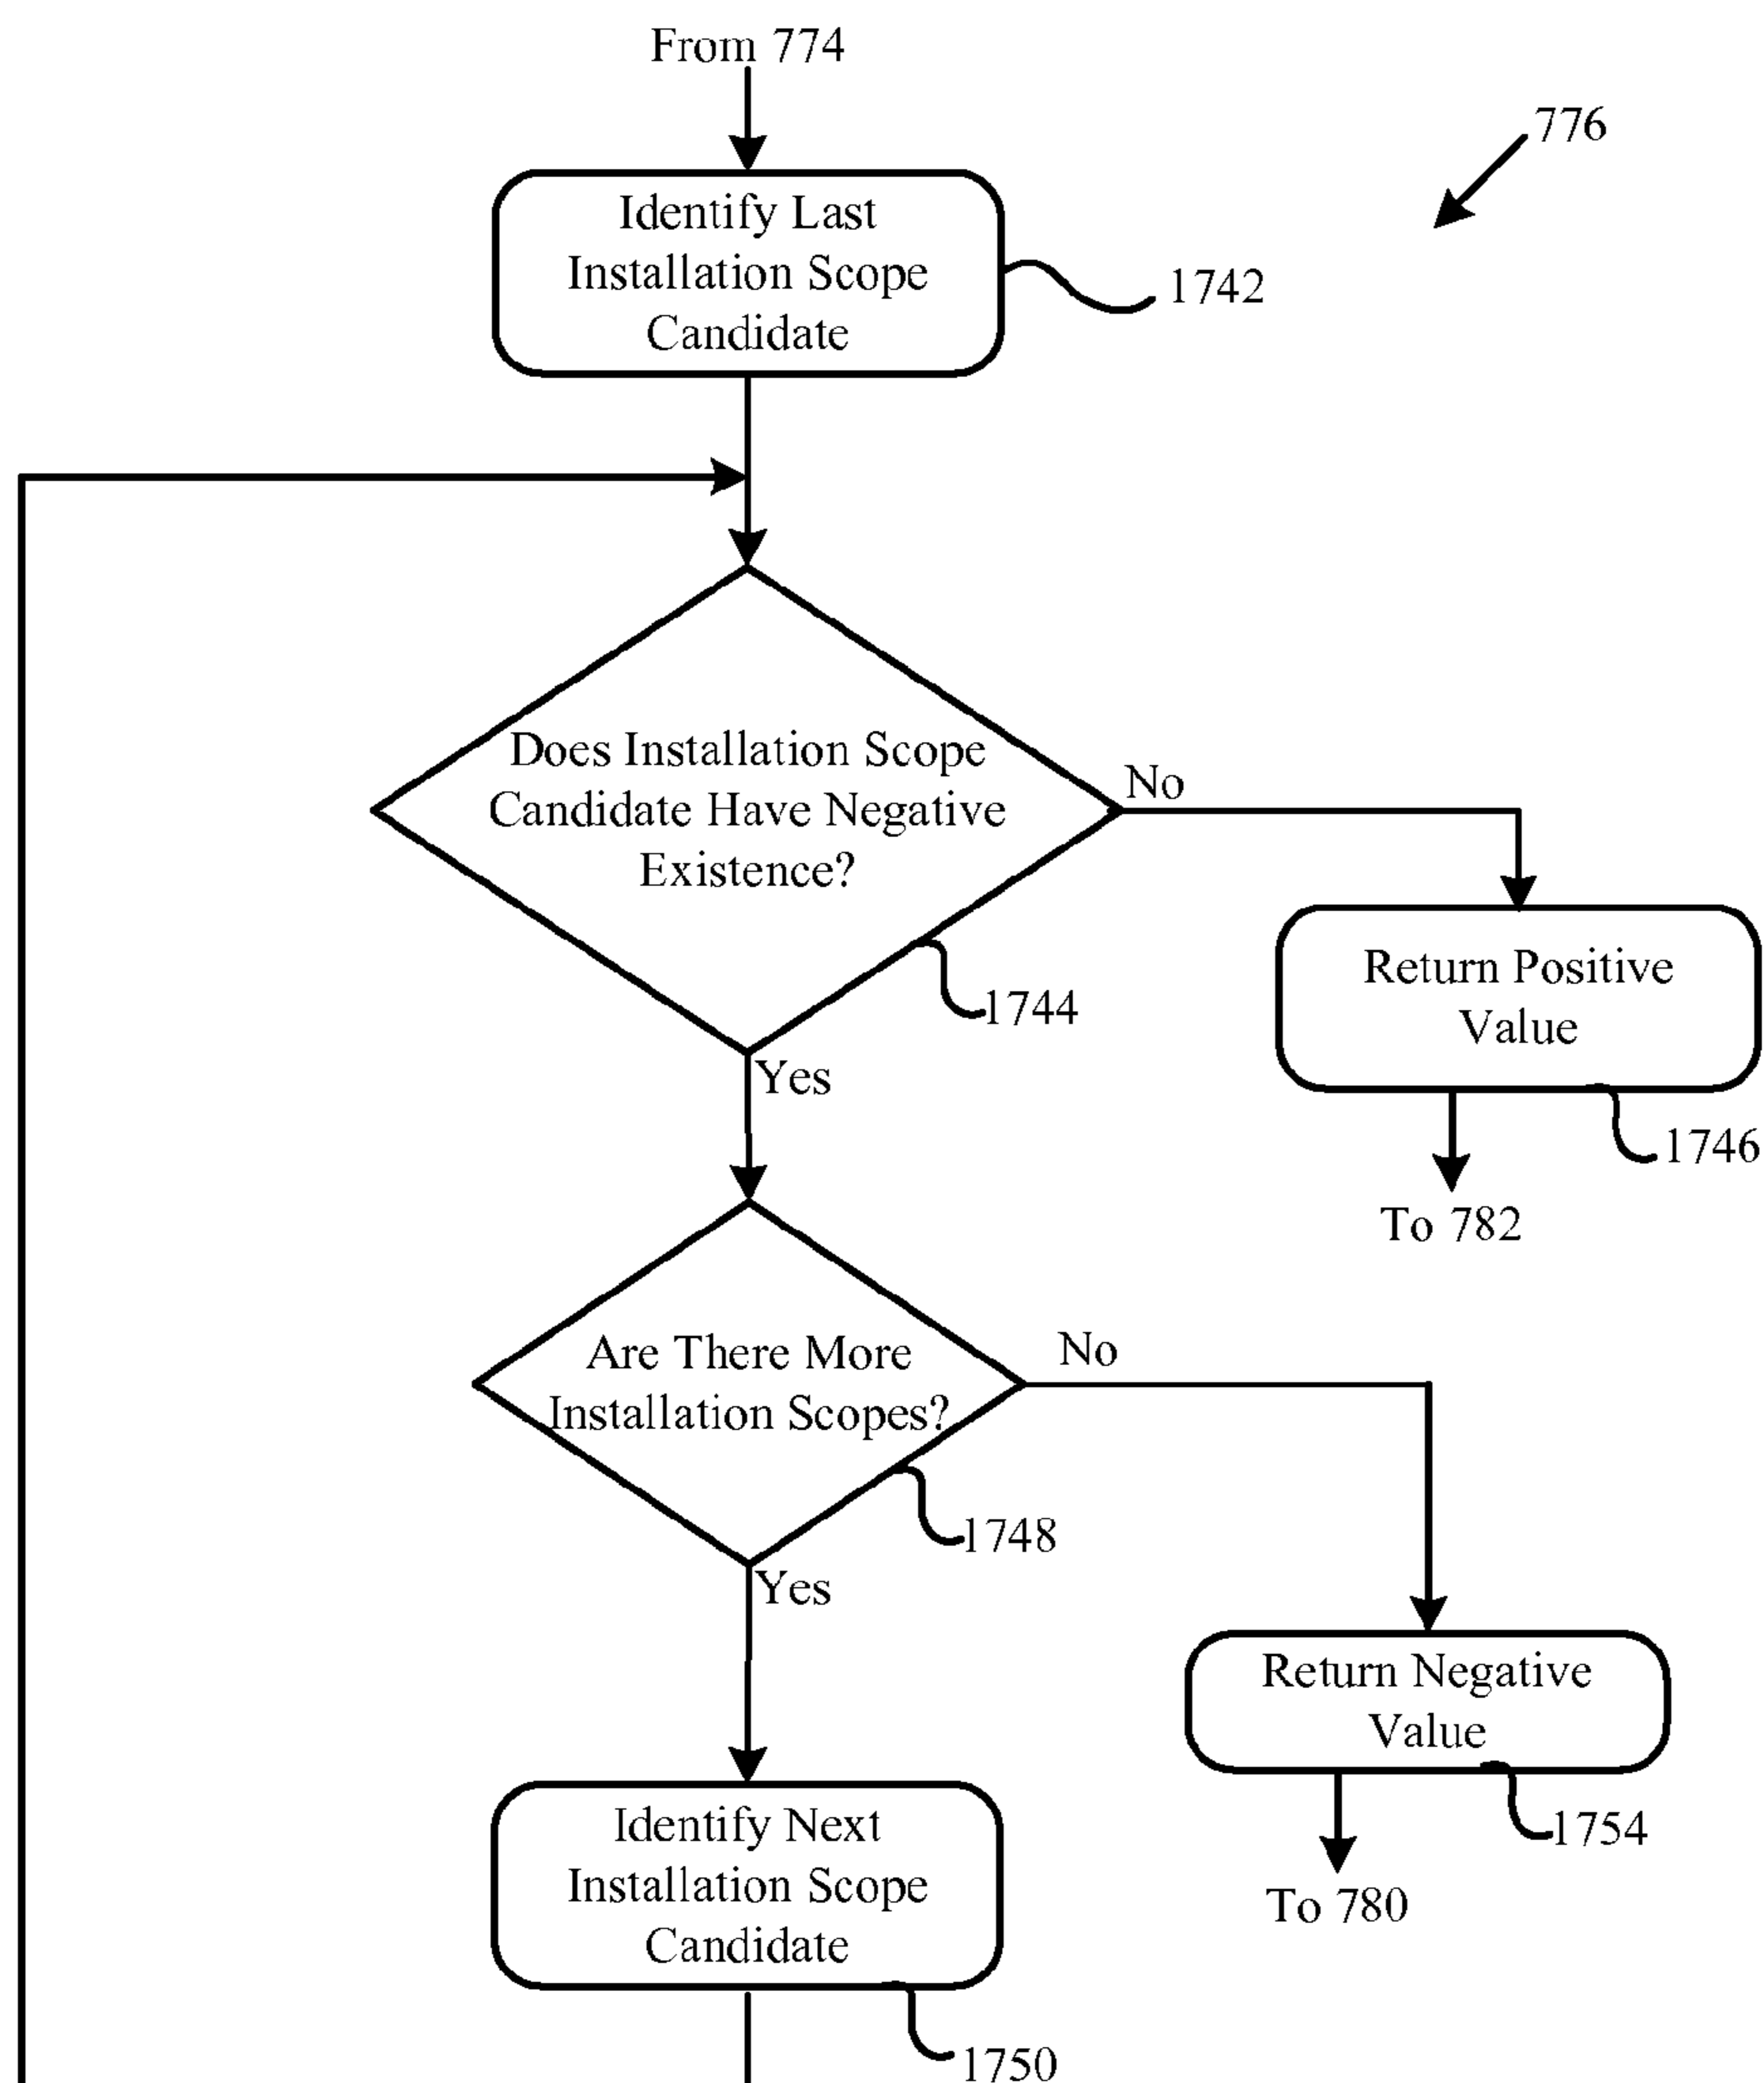 From 774
776
Identify Last
Installation Scope
Candidate
1742
Does Installation Scope
Candidate Have Negative
Existence?
No
1744
Yes
Return Positive
Value
1746
To 782
Are There More
Installation Scopes?
No
1748
Yes
Return Negative
Value
1754
To 780
Identify Next
Installation Scope
Candidate
1750